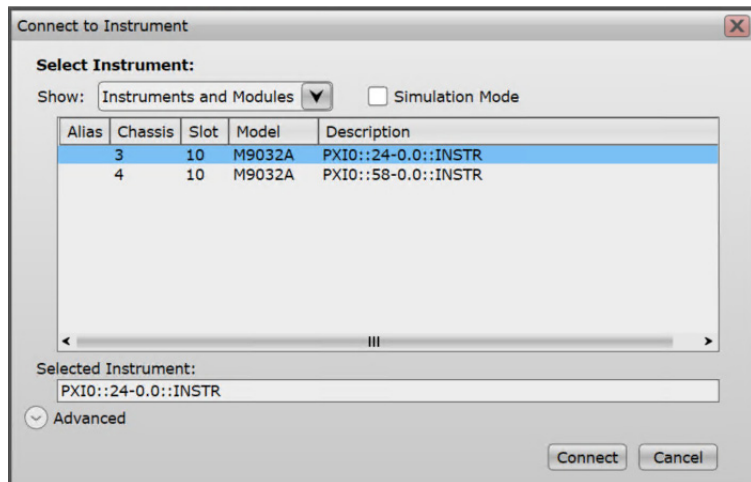 Connect to Instrument
Select Instrument:
Show: Instruments and Modules Simulation Mode
Alias Chassis Slot Model Description
3 10 M9032A PXI0::24-0.0::INSTR
4 10 M9032A PXI0::58-0.0::INSTR
Selected Instrument:
PXI0::24-0.0::INSTR
Advanced
Connect Cancel